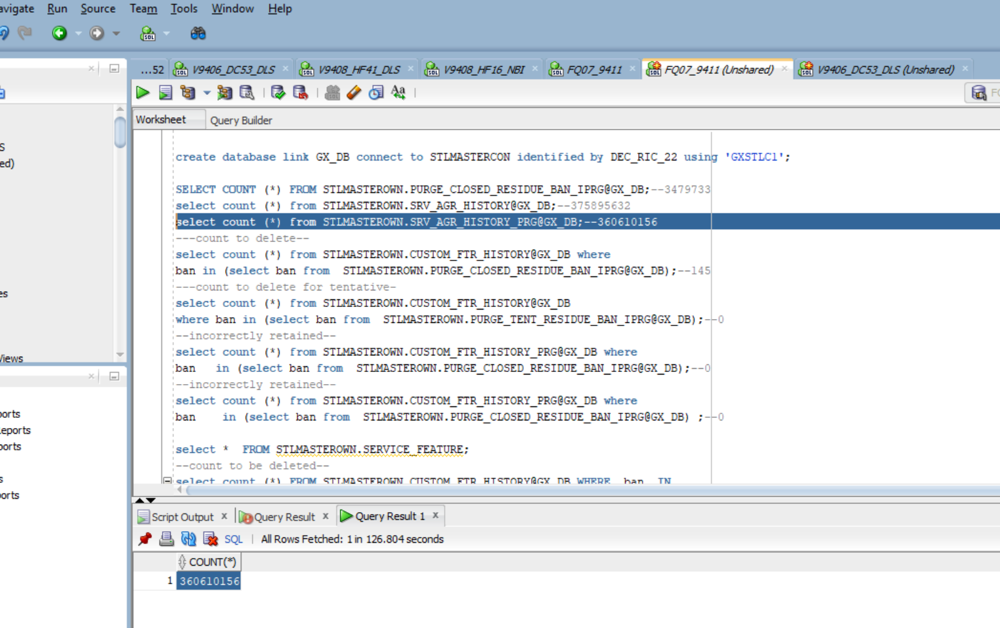 avigate Run Source Team Tools Window Help
...52 V9406_DC53_DLS V9408_HF41_DLS V9408_HF16_NBI FQ07_9411 FQ07_9411 (Unshared) V9406_DC53_DLS (Unshared)
Worksheet Query Builder
create database link GX_DB connect to STLMASTERCON identified by DEC_RIC_22 using 'GXSTLC1';
SELECT COUNT (*) FROM STLMASTEROWN.PURGE_CLOSED_RESIDUE_BAN_IPRG@GX_DB;--3479733
select count (*) from STLMASTEROWN.SRV_AGR_HISTORY@GX_DB;--375895632
select count (*) from STLMASTEROWN.SRV_AGR_HISTORY_PRG@GX_DB;--360610156
---count to delete--
select count (*) from STLMASTEROWN.CUSTOM_FTR_HISTORY@GX_DB where
ban in (select ban from STLMASTEROWN.PURGE_CLOSED_RESIDUE_BAN_IPRG@GX_DB);--145
---count to delete for tentative-
select count (*) from STLMASTEROWN.CUSTOM_FTR_HISTORY@GX_DB
where ban in (select ban from STLMASTEROWN.PURGE_TENT_RESIDUE_BAN_IPRG@GX_DB);--0
--incorrectly retained--
select count (*) from STLMASTEROWN.CUSTOM_FTR_HISTORY_PRG@GX_DB where
ban in (select ban from STLMASTEROWN.PURGE_CLOSED_RESIDUE_BAN_IPRG@GX_DB);--0
--incorrectly retained--
select count (*) from STLMASTEROWN.CUSTOM_FTR_HISTORY_PRG@GX_DB where
ban in (select ban from STLMASTEROWN.PURGE_CLOSED_RESIDUE_BAN_IPRG@GX_DB) ;--0
select * FROM STLMASTEROWN.SERVICE_FEATURE;
--count to be deleted--
select count (*) FROM STLMASTEROWN.CUSTOM_FTR_HISTORY@GX_DB WHERE ban IN
S
ed)
es
Views
ports
eports
ports
s
ports
Script Output Query Result Query Result 1
SQL All Rows Fetched: 1 in 126.804 seconds
COUNT(*)
1 360610156